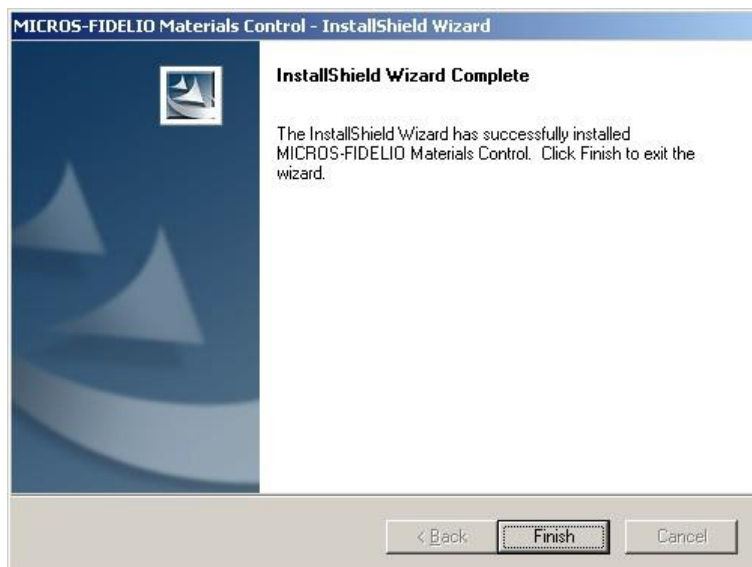 MICROS-FIDELIO Materials Control - InstallShield Wizard
InstallShield Wizard Complete
The InstallShield Wizard has successfully installed
MICROS-FIDELIO Materials Control. Click Finish to exit the
wizard.
< Back Finish Cancel